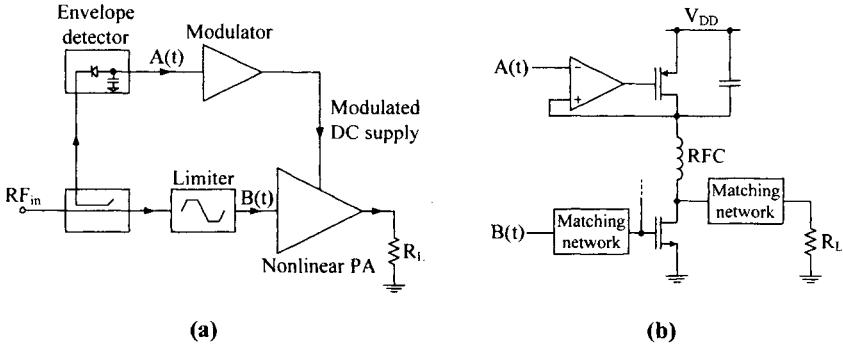 Envelope
detector
A(t)
Modulator
Modulated
DC supply
RFin
Limiter
B(t)
Nonlinear PA
RL
(a)
VDD
A(t)
−
+
RFC
Matching
network
B(t)
Matching
network
RL
(b)